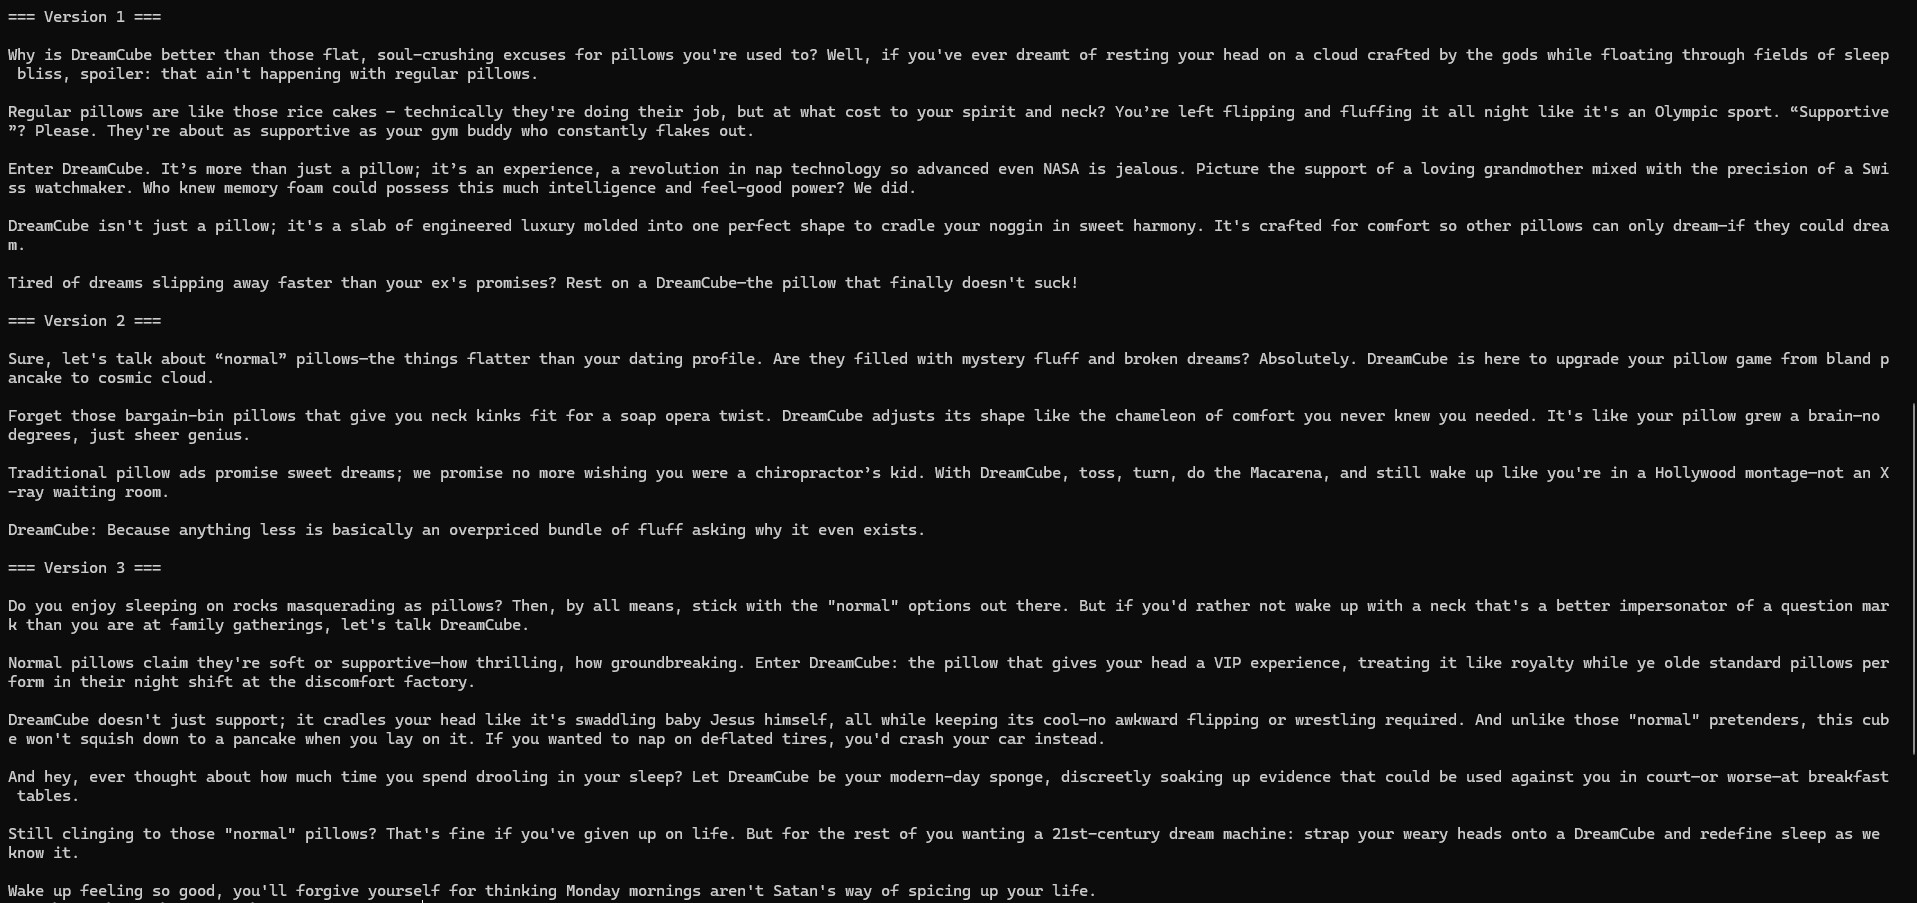 === Version 1 ===
Why is DreamCube better than those flat, soul-crushing excuses for pillows you're used to? Well, if you've ever dreamt of resting your head on a cloud crafted by the gods while floating through fields of sleep
bliss, spoiler: that ain't happening with regular pillows.
Regular pillows are like those rice cakes — technically they're doing their job, but at what cost to your spirit and neck? You’re left flipping and fluffing it all night like it's an Olympic sport. “Supportive
”? Please. They're about as supportive as your gym buddy who constantly flakes out.
Enter DreamCube. It’s more than just a pillow; it’s an experience, a revolution in nap technology so advanced even NASA is jealous. Picture the support of a loving grandmother mixed with the precision of a Swi
ss watchmaker. Who knew memory foam could possess this much intelligence and feel-good power? We did.
DreamCube isn't just a pillow; it's a slab of engineered luxury molded into one perfect shape to cradle your noggin in sweet harmony. It's crafted for comfort so other pillows can only dream—if they could drea
m.
Tired of dreams slipping away faster than your ex's promises? Rest on a DreamCube—the pillow that finally doesn't suck!
=== Version 2 ===
Sure, let's talk about “normal” pillows—the things flatter than your dating profile. Are they filled with mystery fluff and broken dreams? Absolutely. DreamCube is here to upgrade your pillow game from bland p
ancake to cosmic cloud.
Forget those bargain-bin pillows that give you neck kinks fit for a soap opera twist. DreamCube adjusts its shape like the chameleon of comfort you never knew you needed. It's like your pillow grew a brain—no
degrees, just sheer genius.
Traditional pillow ads promise sweet dreams; we promise no more wishing you were a chiropractor’s kid. With DreamCube, toss, turn, do the Macarena, and still wake up like you're in a Hollywood montage—not an X
-ray waiting room.
DreamCube: Because anything less is basically an overpriced bundle of fluff asking why it even exists.
=== Version 3 ===
Do you enjoy sleeping on rocks masquerading as pillows? Then, by all means, stick with the "normal" options out there. But if you'd rather not wake up with a neck that's a better impersonator of a question mar
k than you are at family gatherings, let's talk DreamCube.
Normal pillows claim they're soft or supportive—how thrilling, how groundbreaking. Enter DreamCube: the pillow that gives your head a VIP experience, treating it like royalty while ye olde standard pillows per
form in their night shift at the discomfort factory.
DreamCube doesn't just support; it cradles your head like it's swaddling baby Jesus himself, all while keeping its cool—no awkward flipping or wrestling required. And unlike those "normal" pretenders, this cub
e won't squish down to a pancake when you lay on it. If you wanted to nap on deflated tires, you'd crash your car instead.
And hey, ever thought about how much time you spend drooling in your sleep? Let DreamCube be your modern-day sponge, discreetly soaking up evidence that could be used against you in court—or worse—at breakfast
tables.
Still clinging to those "normal" pillows? That's fine if you've given up on life. But for the rest of you wanting a 21st-century dream machine: strap your weary heads onto a DreamCube and redefine sleep as we
know it.
Wake up feeling so good, you'll forgive yourself for thinking Monday mornings aren't Satan's way of spicing up your life.